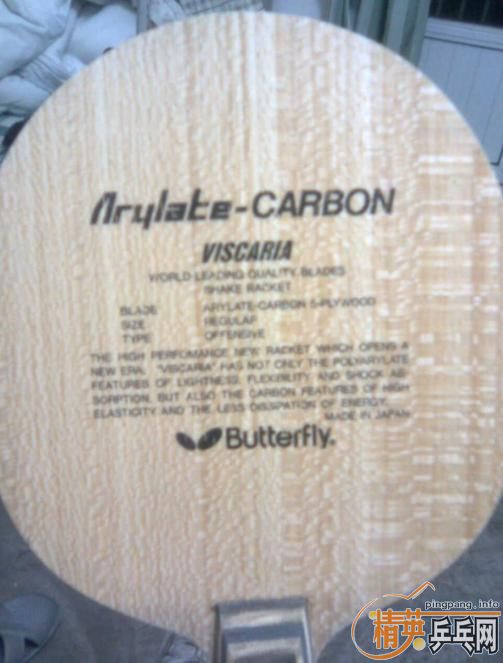 Arylate-CARBON
VISCARIA
WORLD-LEADING QUALITY BLADES
SHAKE RACKET
BLADE ARYLATE-CARBON 5-PLYWOOD
SIZE REGULAR
TYPE OFFENSIVE
THE HIGH PERFOMANCE NEW RACKET WHICH OPENS A
NEW ERA. "VISCARIA" HAS NOT ONLY THE POLYARYLATE
FEATURES OF LIGHTNESS, FLEXIBILITY AND SHOCK AB-
SORPTION, BUT ALSO THE CARBON FEATURES OF HIGH
ELASTICITY AND THE LESS DISSIPATION OF ENERGY.
MADE IN JAPAN
Butterfly®
pingpang.info
精英乒乓网